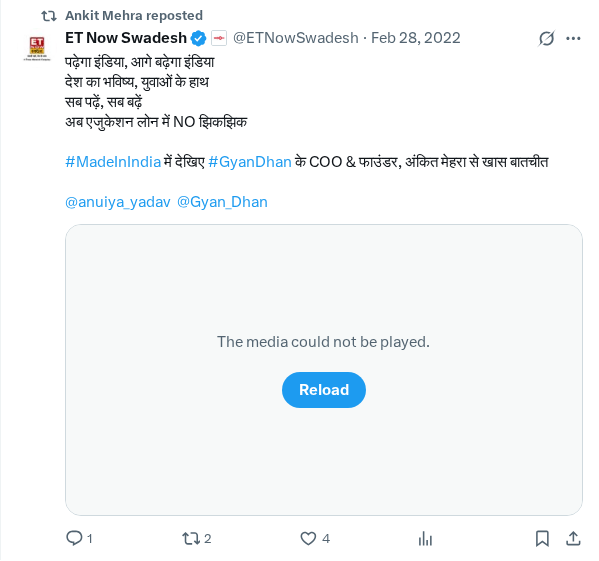 Ankit Mehra reposted
ET Now Swadesh @ETNowSwadesh · Feb 28, 2022
पढ़ेगा इंडिया, आगे बढ़ेगा इंडिया
देश का भविष्य, युवाओं के हाथ
सब पढ़ें, सब बढ़ें
अब एजुकेशन लोन में NO झिकझिक
#MadeInIndia में देखिए #GyanDhan के COO & फाउंडर, अंकित मेहरा से खास बातचीत
@anuiya_yadav @Gyan_Dhan
The media could not be played.
Reload
1 2 4